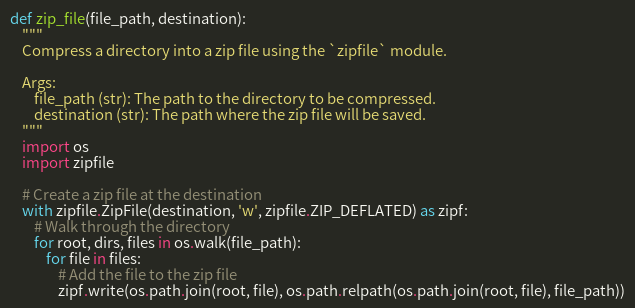 def zip_file(file_path, destination):
    """
    Compress a directory into a zip file using the `zipfile` module.

    Args:
        file_path (str): The path to the directory to be compressed.
        destination (str): The path where the zip file will be saved.
    """
    import os
    import zipfile

    # Create a zip file at the destination
    with zipfile.ZipFile(destination, 'w', zipfile.ZIP_DEFLATED) as zipf:
        # Walk through the directory
        for root, dirs, files in os.walk(file_path):
            for file in files:
                # Add the file to the zip file
                zipf.write(os.path.join(root, file), os.path.relpath(os.path.join(root, file), file_path))